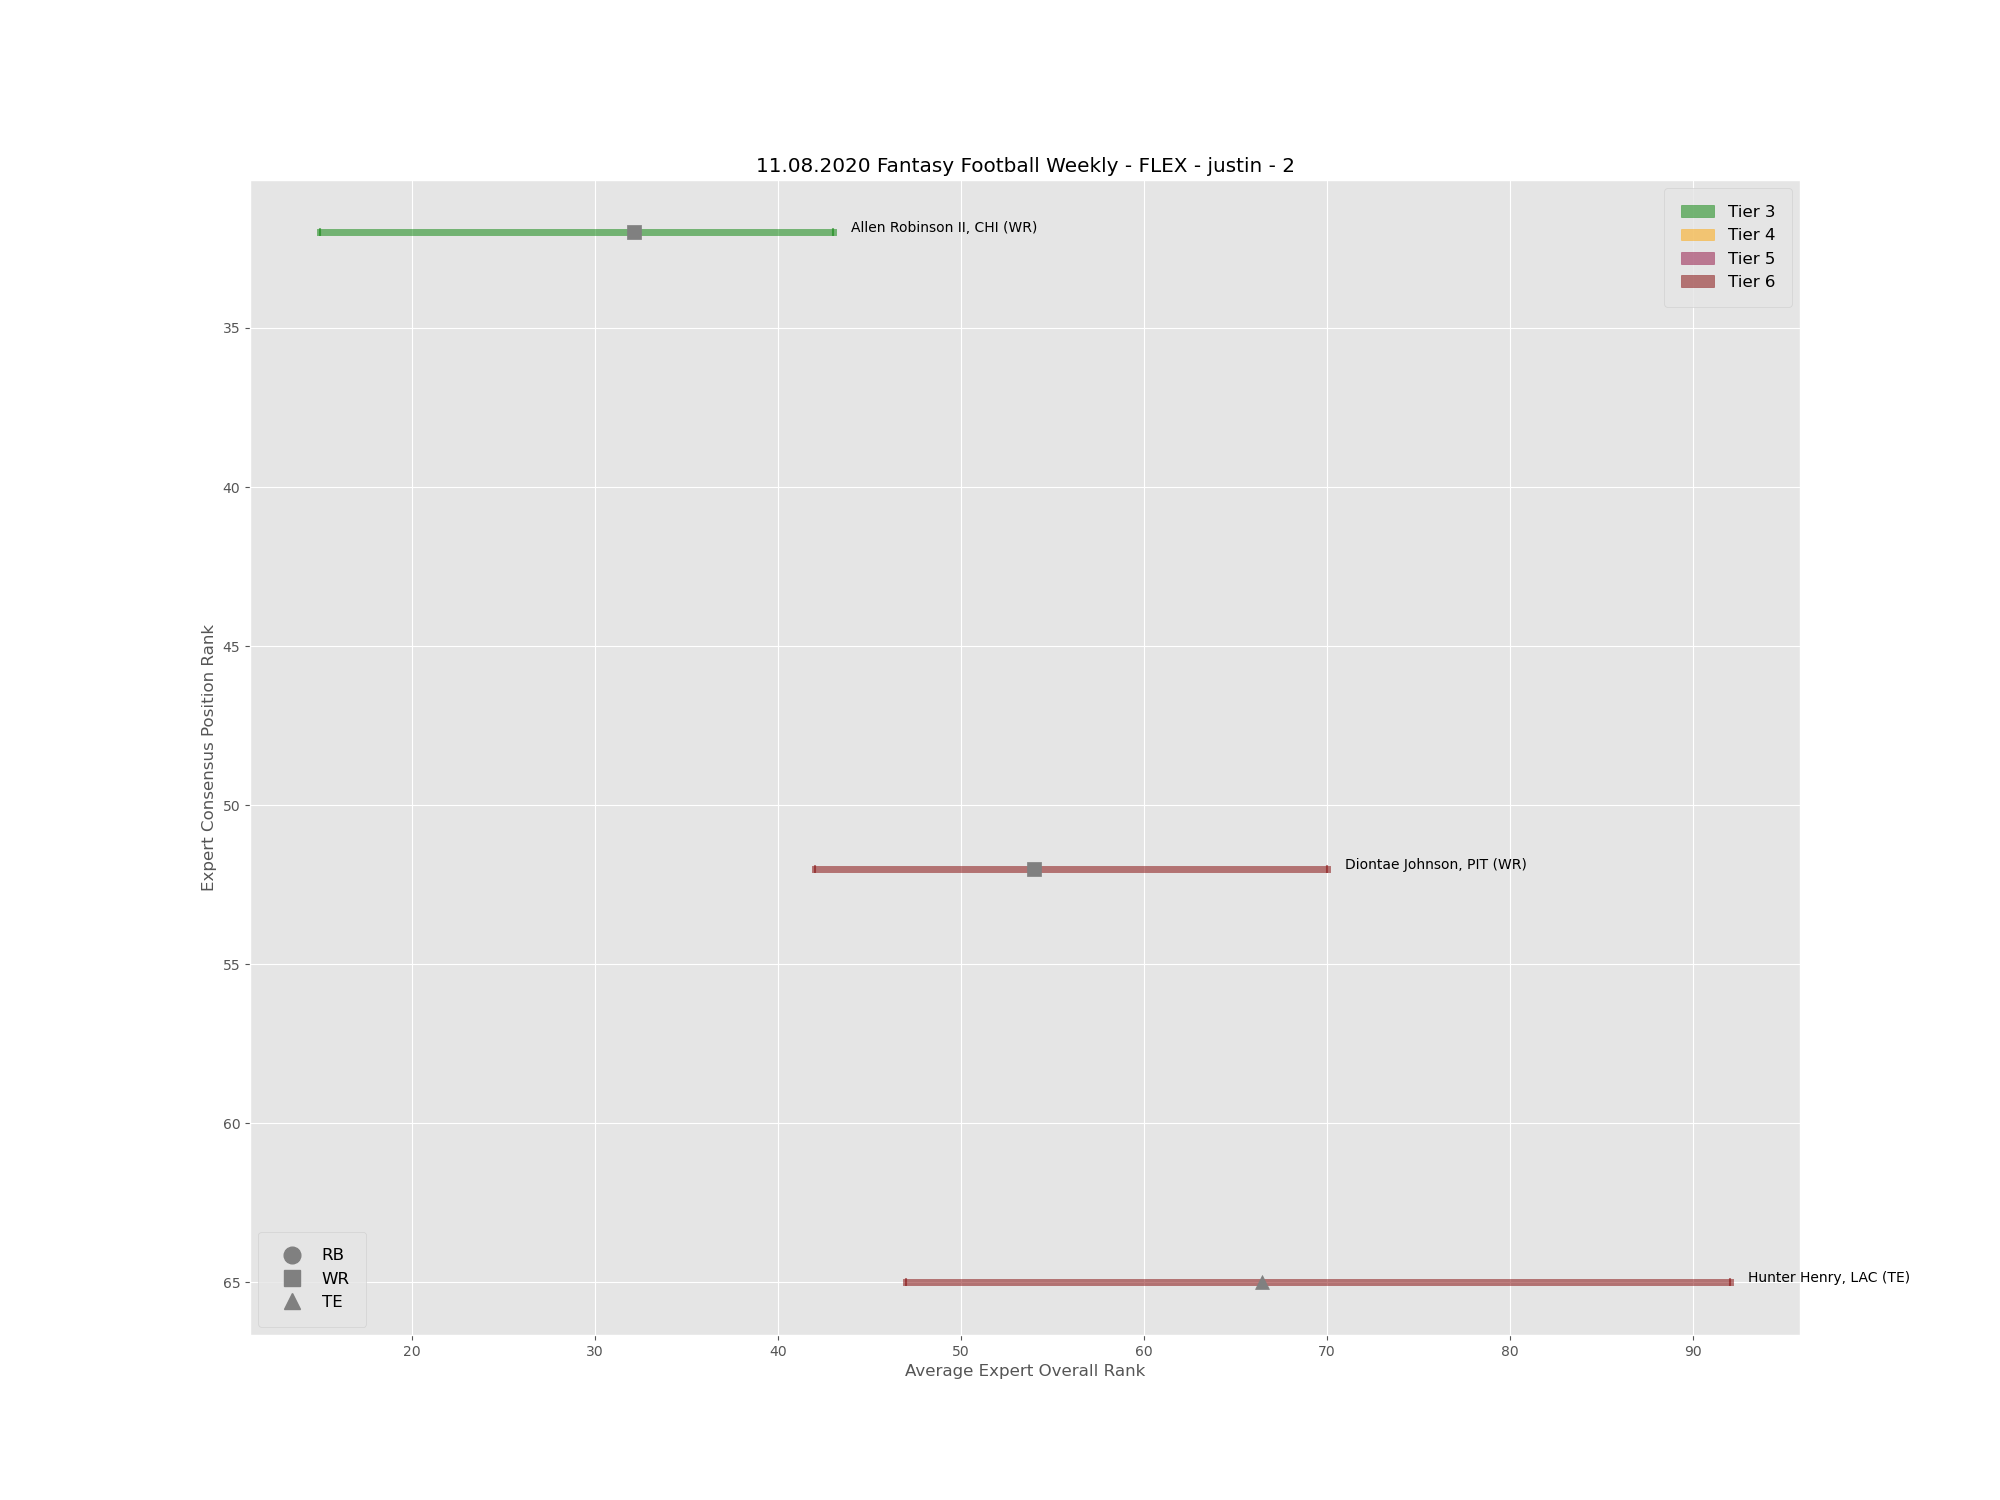 11.08.2020 Fantasy Football Weekly - FLEX - justin - 2
Allen Robinson II, CHI (WR)
Tier 3
Tier 4
Tier 5
Tier 6
35
40
45
50
55
60
65
Expert Consensus Position Rank
Diontae Johnson, PIT (WR)
Hunter Henry, LAC (TE)
RB
WR
TE
20 30 40 50 60 70 80 90
Average Expert Overall Rank